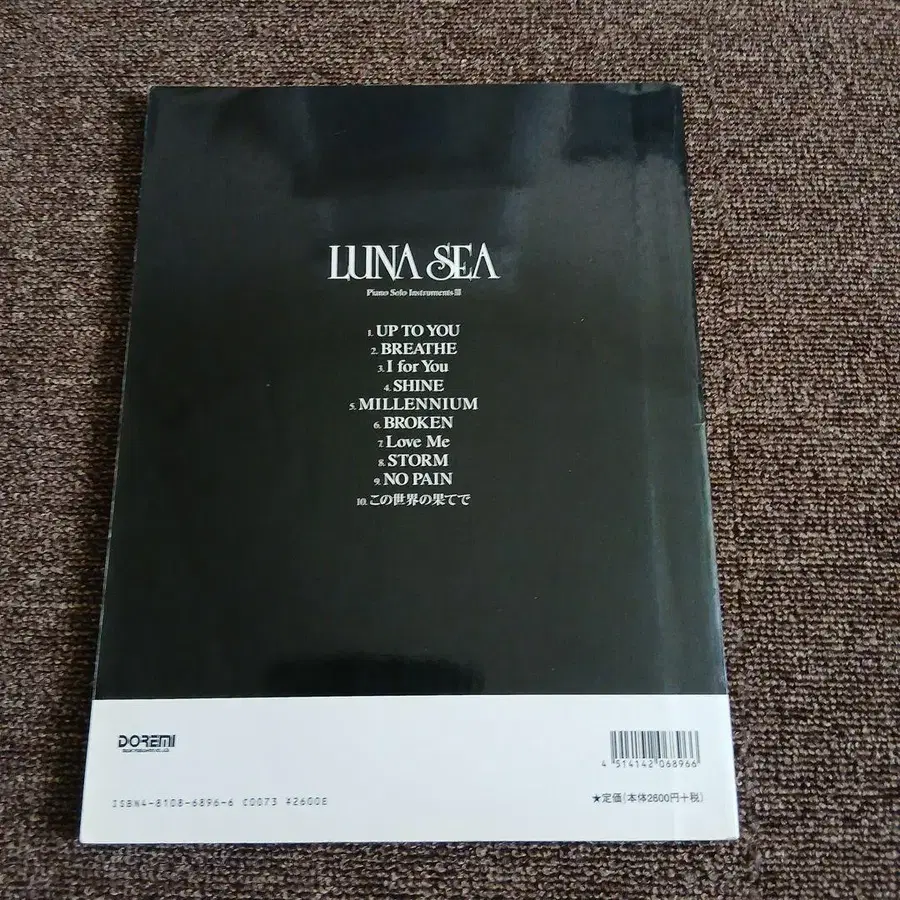 LUNA SEA
Piano Solo Instruments III
1. UP TO YOU
2. BREATHE
3. I for You
4. SHINE
5. MILLENNIUM
6. BROKEN
7. Love Me
8. STORM
9. NO PAIN
10. この世界の果てで
DOREMI
4 514142 068966
ISBN4-8108-6896-6 C0073 ¥2600E
★定価(本体2600円+税)